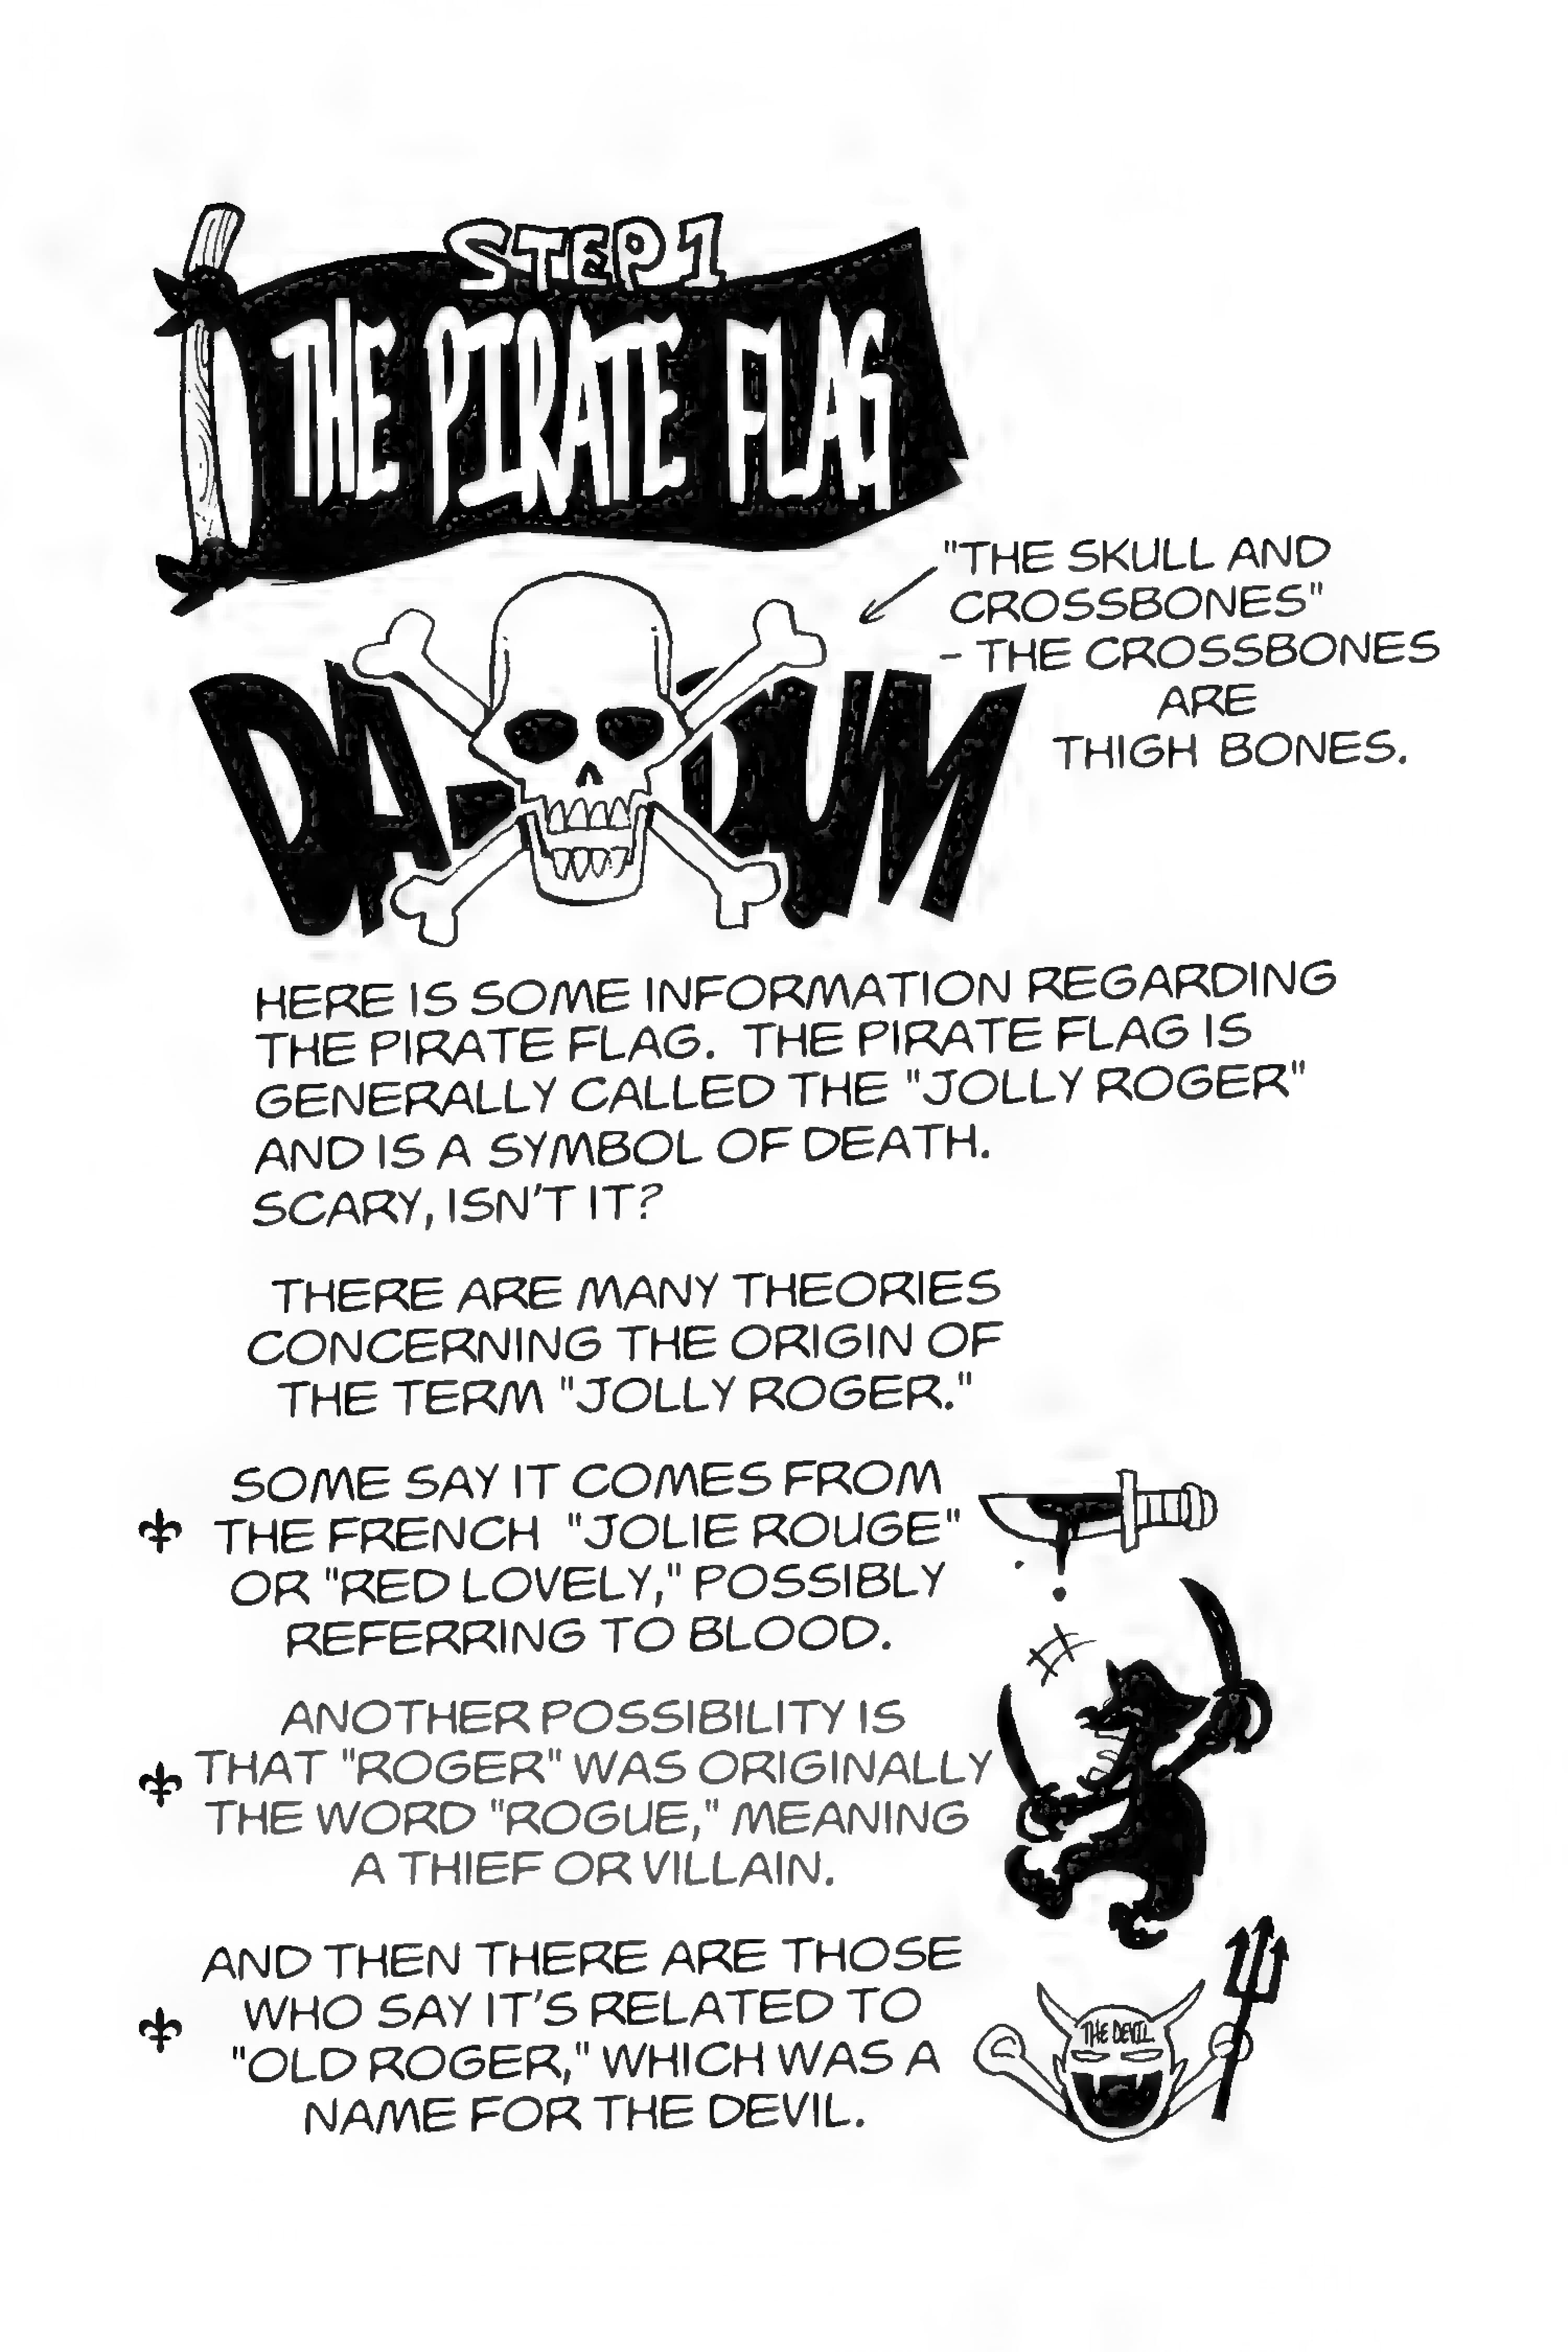 STEP 1
THE PIRATE FLAG
"THE SKULL AND
CROSSBONES"
- THE CROSSBONES
ARE
THIGH BONES.
DA-DUM
HERE IS SOME INFORMATION REGARDING
THE PIRATE FLAG. THE PIRATE FLAG IS
GENERALLY CALLED THE "JOLLY ROGER"
AND IS A SYMBOL OF DEATH.
SCARY, ISN'T IT?
THERE ARE MANY THEORIES
CONCERNING THE ORIGIN OF
THE TERM "JOLLY ROGER."
SOME SAY IT COMES FROM
THE FRENCH "JOLIE ROUGE"
OR "RED LOVELY," POSSIBLY
REFERRING TO BLOOD.
ANOTHER POSSIBILITY IS
THAT "ROGER" WAS ORIGINALLY
THE WORD "ROGUE," MEANING
A THIEF OR VILLAIN.
AND THEN THERE ARE THOSE
WHO SAY IT'S RELATED TO
"OLD ROGER," WHICH WAS A
NAME FOR THE DEVIL.
THE DEVIL